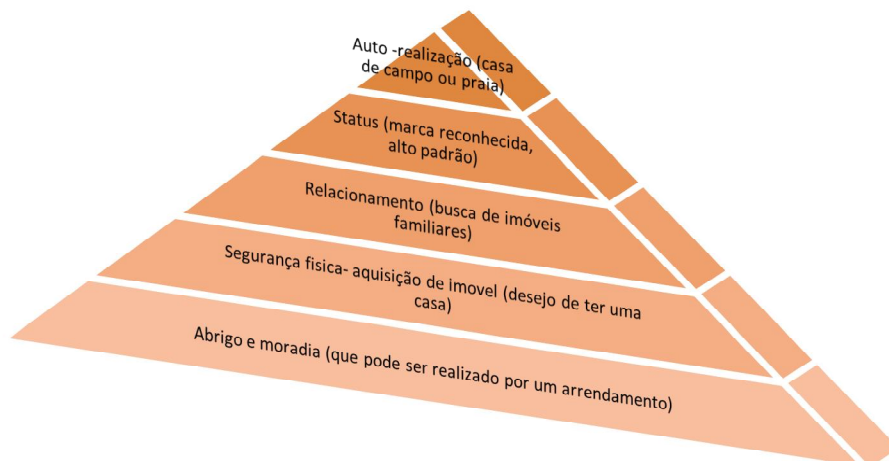 Auto -realização (casa
de campo ou praia)
Status (marca reconhecida,
alto padrão)
Relacionamento (busca de imóveis
familiares)
Segurança fisica- aquisição de imovel (desejo de ter uma
casa)
Abrigo e moradia (que pode ser realizado por um arrendamento)